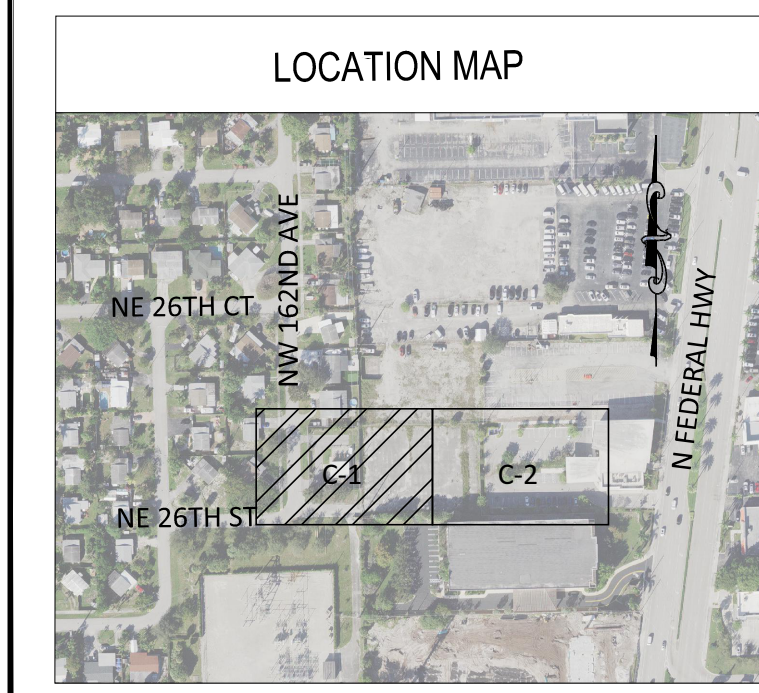 LOCATION MAP
NW 162ND AVE
NE 26TH CT
N FEDERAL HWY
C-1
C-2
NE 26TH ST